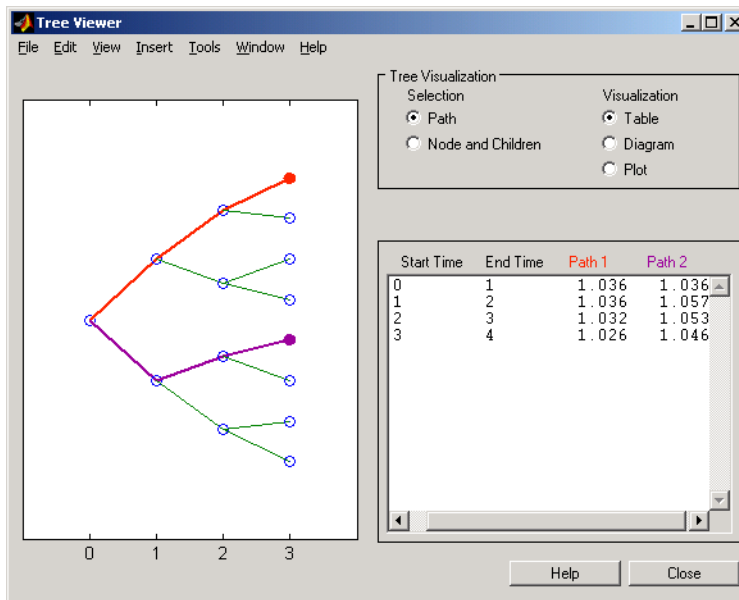 Tree Viewer
File Edit View Insert Tools Window Help
Tree Visualization
Selection Visualization
Path Table
Node and Children Diagram
Plot
Start Time End Time Path 1 Path 2
0 1 1.036 1.036
1 2 1.036 1.057
2 3 1.032 1.053
3 4 1.026 1.046
0 1 2 3
Help Close